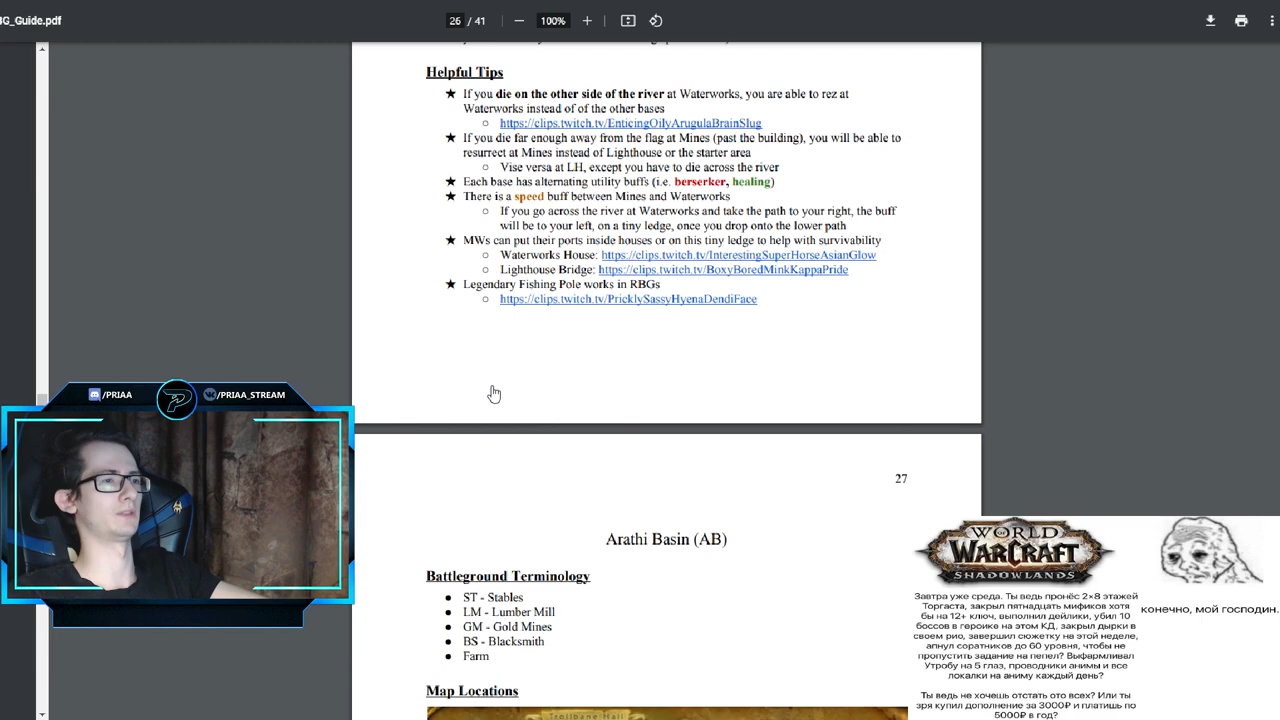 G_Guide.pdf
26 / 41
100%
Helpful Tips
★ If you die on the other side of the river at Waterworks, you are able to rez at
Waterworks instead of of the other bases
○ https://clips.twitch.tv/EnticingOilyArugulaBrainSlug
★ If you die far enough away from the flag at Mines (past the building), you will be able to
resurrect at Mines instead of Lighthouse or the starter area
○ Vise versa at LH, except you have to die across the river
★ Each base has alternating utility buffs (i.e. berserker, healing)
★ There is a speed buff between Mines and Waterworks
○ If you go across the river at Waterworks and take the path to your right, the buff
will be to your left, on a tiny ledge, once you drop onto the lower path
★ MWs can put their ports inside houses or on this tiny ledge to help with survivability
○ Waterworks House: https://clips.twitch.tv/InterestingSuperHorseAsianGlow
○ Lighthouse Bridge: https://clips.twitch.tv/BoxyBoredMinkKappaPride
★ Legendary Fishing Pole works in RBGs
○ https://clips.twitch.tv/PricklySassyHyenaDendiFace
/PRIAA
/PRIAA_STREAM
27
Arathi Basin (AB)
Battleground Terminology
● ST - Stables
● LM - Lumber Mill
● GM - Gold Mines
● BS - Blacksmith
● Farm
Map Locations
Trollbane Hall
WORLD
WARCRAFT
SHADOWLANDS
Завтра уже среда. Ты ведь пронёс 2×8 этажей
Торгаста, закрыл пятнадцать мификов хотя
бы на 12+ ключ, выполнил дейлики, убил 10
боссов в героике на этом КД, закрыл дырки в
своем рио, завершил сюжетку на этой неделе,
апнул соратников до 60 уровня, чтобы не
пропустить задание на пепел? Выфармливал
Утробу на 5 глаз, проводники анимы и все
локалки на аниму каждый день?
Ты ведь не хочешь отстать ото всех? Или ты
зря купил дополнение за 3000₽ и платишь по
5000₽ в год?
конечно, мой господин.